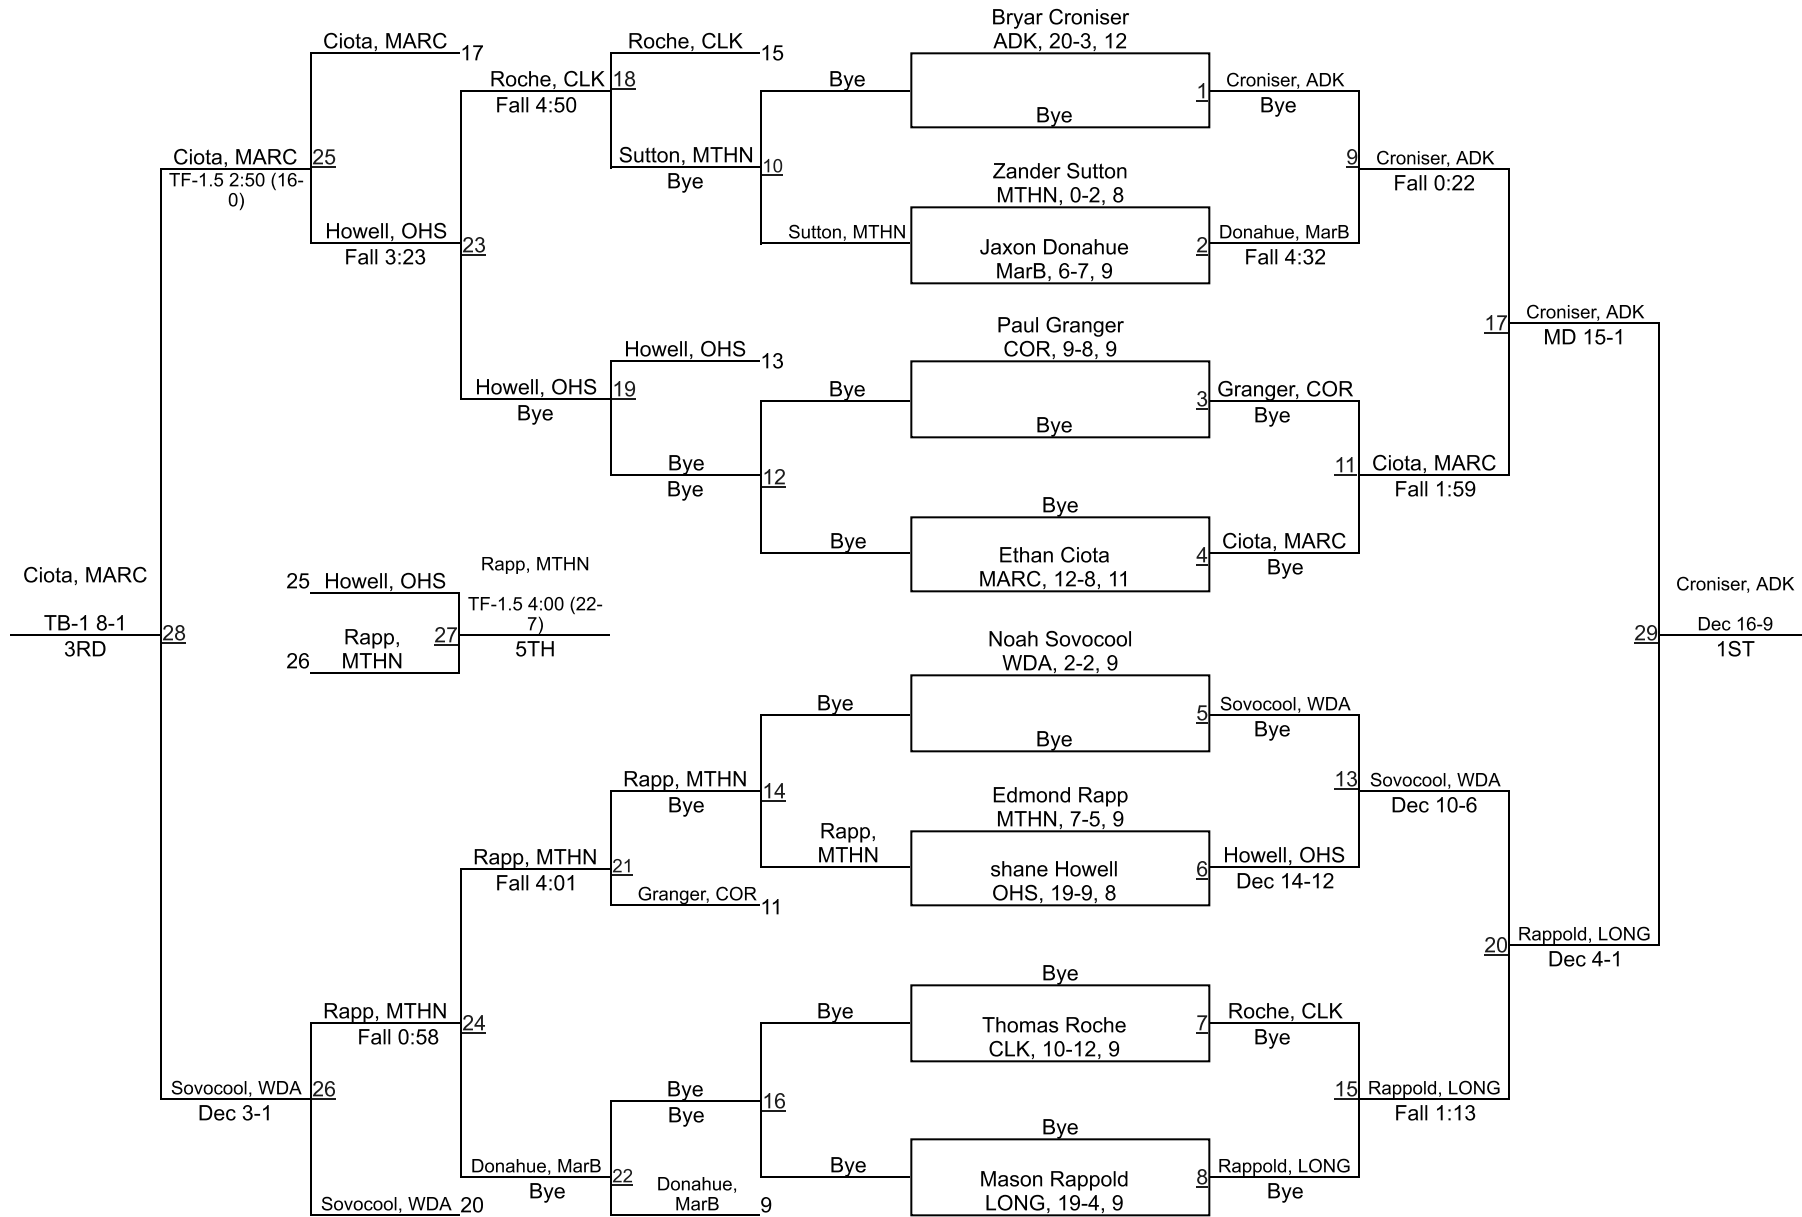 Bryar Croniser
ADK, 20-3, 12
Ciota, MARC
17
Roche, CLK
15
Roche, CLK
18
Fall 4:50
Bye
1
Croniser, ADK
Bye
Bye
Ciota, MARC
25
TF-1.5 2:50 (16-
0)
Sutton, MTHN
10
Bye
Zander Sutton
MTHN, 0-2, 8
9
Croniser, ADK
Fall 0:22
Howell, OHS
23
Fall 3:23
Sutton, MTHN
Jaxon Donahue
MarB, 6-7, 9
2
Donahue, MarB
Fall 4:32
Paul Granger
COR, 9-8, 9
17
Croniser, ADK
MD 15-1
Howell, OHS
13
Howell, OHS
19
Bye
Bye
3
Granger, COR
Bye
Bye
Bye
12
Bye
11
Ciota, MARC
Fall 1:59
Bye
Bye
Ethan Ciota
MARC, 12-8, 11
4
Ciota, MARC
Bye
Ciota, MARC
TB-1 8-1
28
3RD
25
Howell, OHS
Rapp, MTHN
TF-1.5 4:00 (22-
7)
27
5TH
26
Rapp,
MTHN
Croniser, ADK
29
Dec 16-9
1ST
Noah Sovocool
WDA, 2-2, 9
Bye
5
Sovocool, WDA
Bye
Bye
Rapp, MTHN
14
Bye
Edmond Rapp
MTHN, 7-5, 9
13
Sovocool, WDA
Dec 10-6
Rapp, MTHN
21
Fall 4:01
Rapp,
MTHN
shane Howell
OHS, 19-9, 8
6
Howell, OHS
Dec 14-12
Granger, COR
11
20
Rappold, LONG
Dec 4-1
Bye
Rapp, MTHN
24
Fall 0:58
Bye
Thomas Roche
CLK, 10-12, 9
7
Roche, CLK
Bye
Sovocool, WDA
26
Dec 3-1
Bye
16
Bye
Bye
15
Rappold, LONG
Fall 1:13
Donahue, MarB
22
Bye
Bye
Mason Rappold
LONG, 19-4, 9
8
Rappold, LONG
Bye
Sovocool, WDA
20
Donahue,
MarB
9